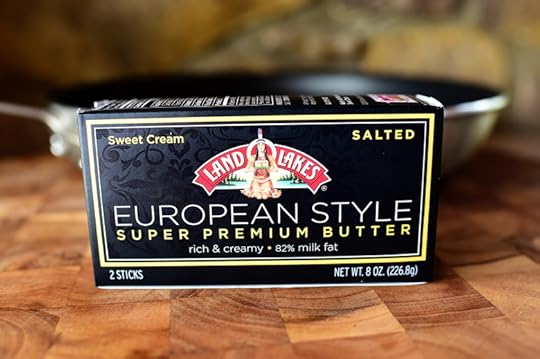 Sweet Cream
SALTED
LAND O LAKES®
EUROPEAN STYLE
SUPER PREMIUM BUTTER
rich & creamy • 82% milk fat
2 STICKS
NET WT. 8 OZ. (226.8g)